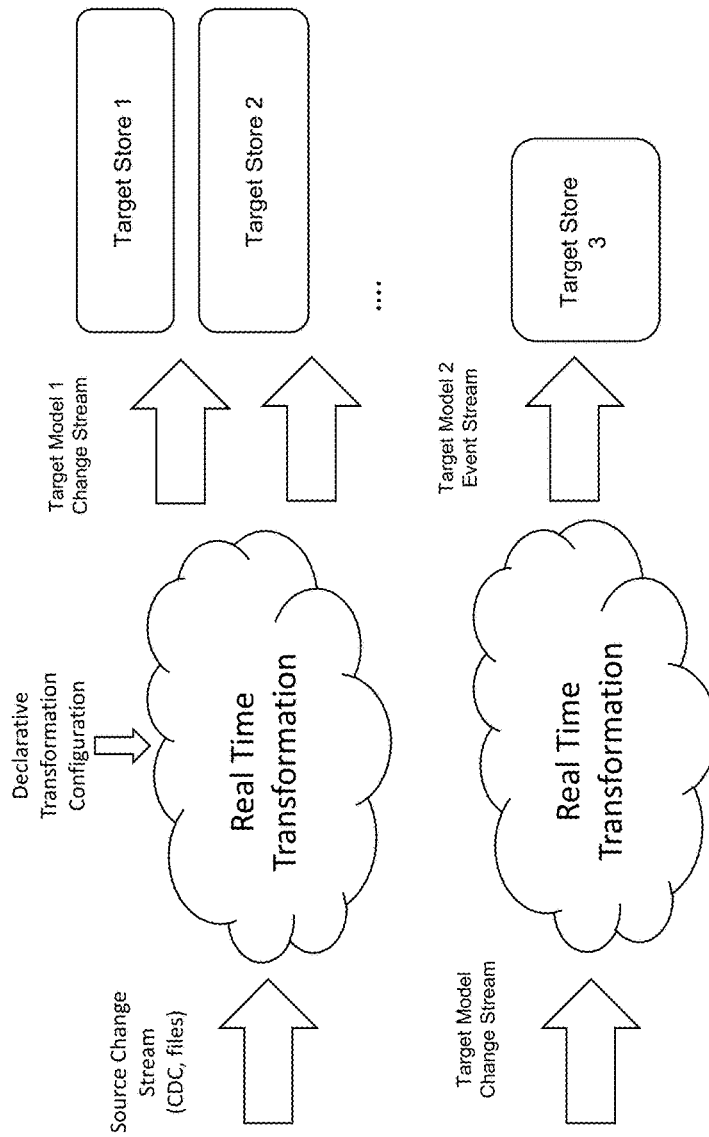 Declarative
Transformation
Configuration
Source Change
Stream
(CDC, files)
Real Time
Transformation
Target Model 1
Change Stream
Target Store 1
Target Store 2
....
Target Model
Change Stream
Real Time
Transformation
Target Model 2
Event Stream
Target Store
3